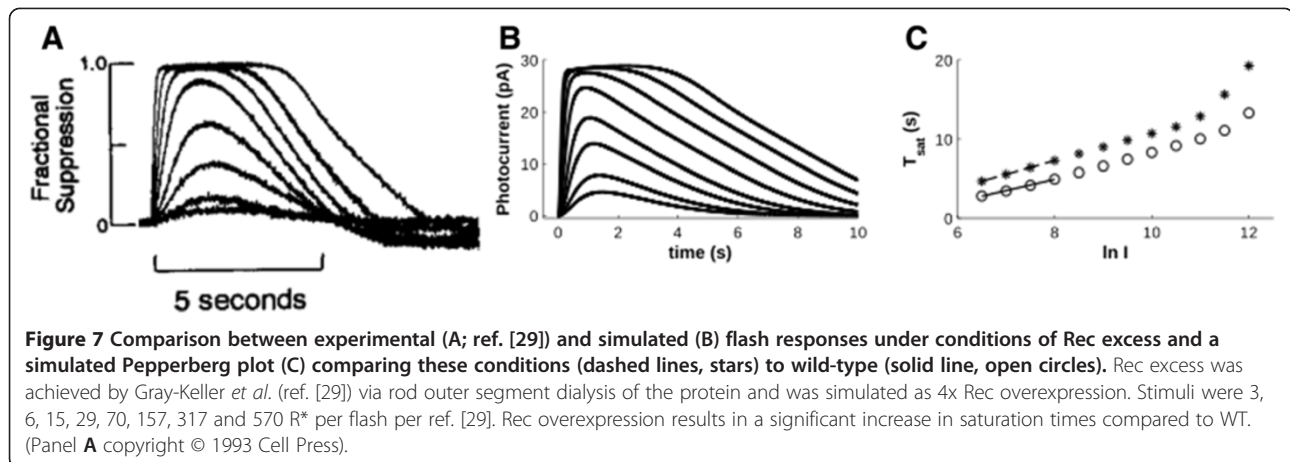 A
1.0
0
Fractional
Suppression
5 seconds
B
30
20
10
0
Photocurrent (pA)
0 2 4 6 8 10
time (s)
C
20
10
0
T_sat (s)
6 8 10 12
ln I
Figure 7 Comparison between experimental (A; ref. [29]) and simulated (B) flash responses under conditions of Rec excess and a
simulated Pepperberg plot (C) comparing these conditions (dashed lines, stars) to wild-type (solid line, open circles). Rec excess was
achieved by Gray-Keller et al. (ref. [29]) via rod outer segment dialysis of the protein and was simulated as 4x Rec overexpression. Stimuli were 3,
6, 15, 29, 70, 157, 317 and 570 R* per flash per ref. [29]. Rec overexpression results in a significant increase in saturation times compared to WT.
(Panel A copyright © 1993 Cell Press).